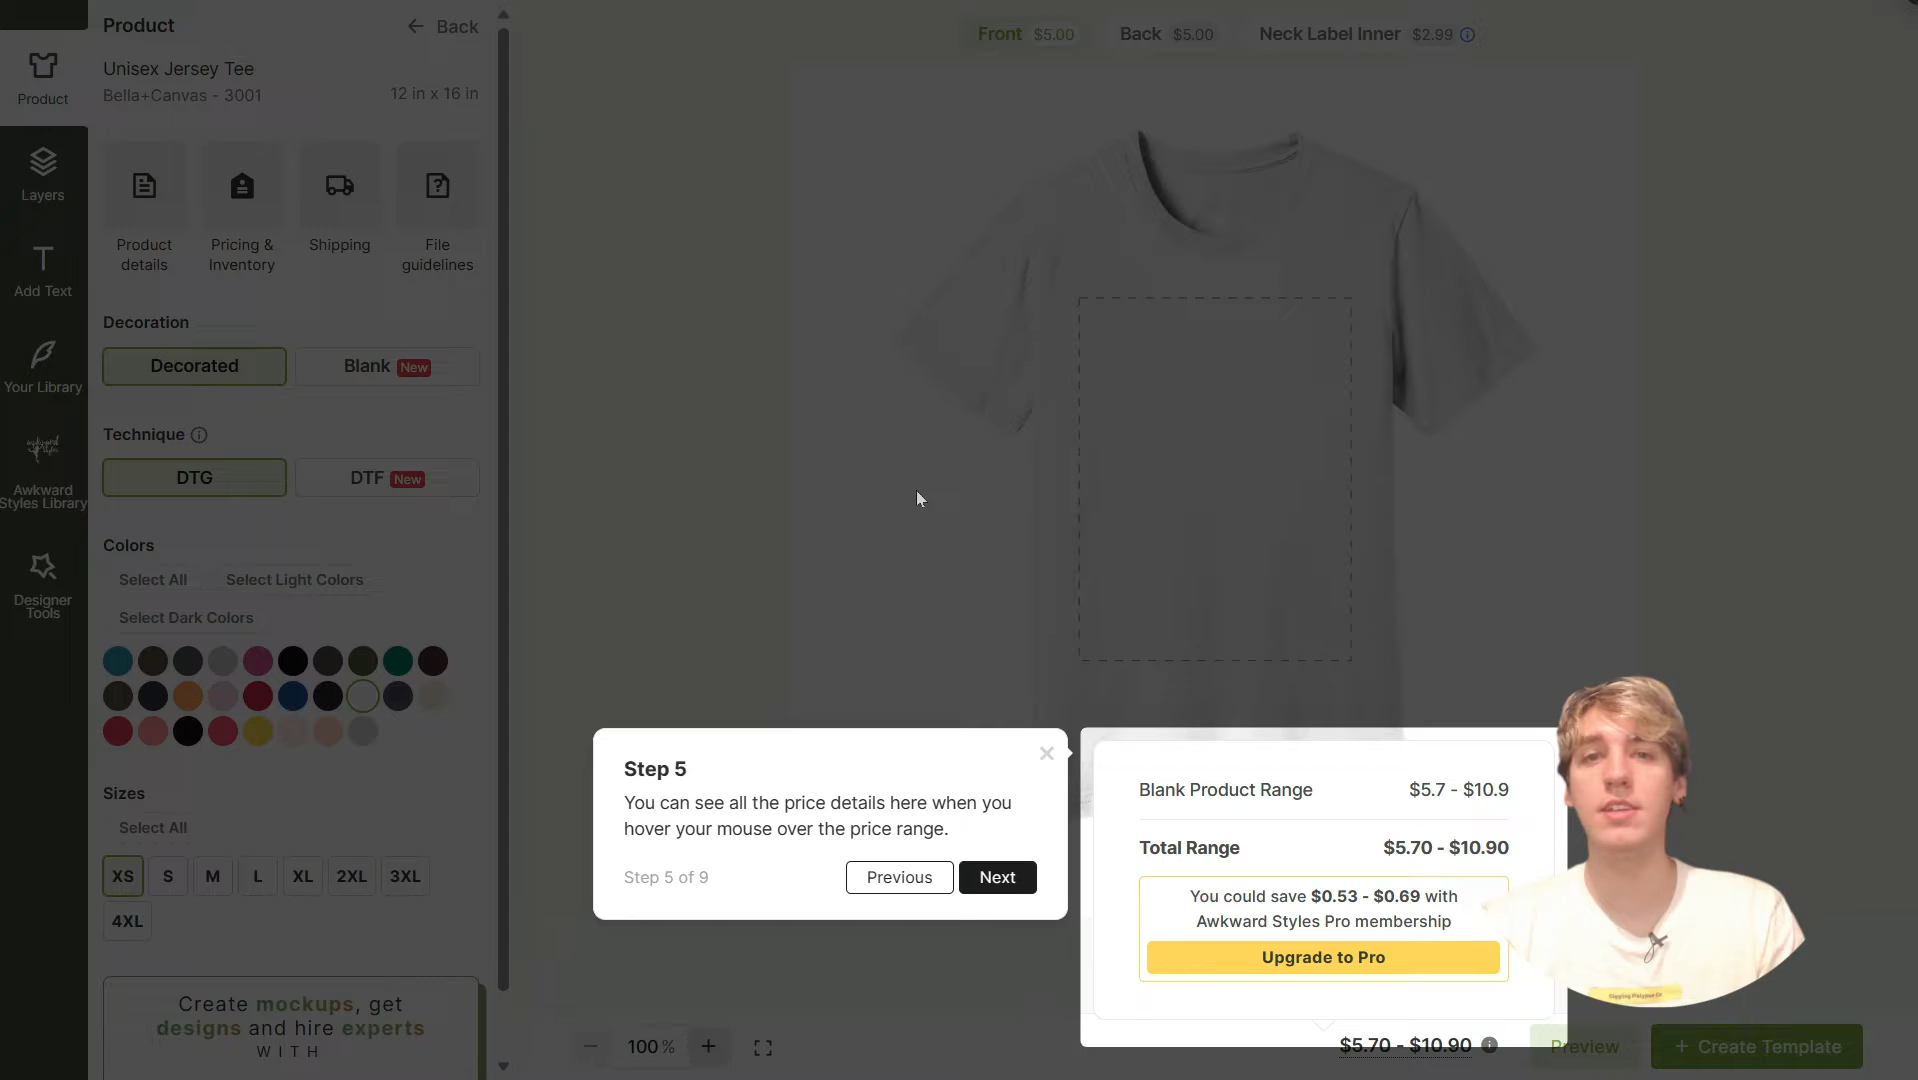 Product
Back
Front $5.00
Back $5.00
Neck Label Inner $2.99
Unisex Jersey Tee
Bella+Canvas - 3001
12 in x 16 in
Product
Layers
Add Text
Your Library
Awkward
Styles Library
Designer
Tools
Product
details
Pricing &
Inventory
Shipping
File
guidelines
Decoration
Decorated
Blank New
Technique
DTG
DTF New
Colors
Select All
Select Light Colors
Select Dark Colors
Sizes
Select All
XS
S
M
L
XL
2XL
3XL
4XL
Create mockups, get
designs and hire experts
WITH
Step 5
You can see all the price details here when you
hover your mouse over the price range.
Step 5 of 9
Previous
Next
Blank Product Range $5.7 - $10.9
Total Range $5.70 - $10.90
You could save $0.53 - $0.69 with
Awkward Styles Pro membership
Upgrade to Pro
100 %
$5.70 - $10.90
Preview
+ Create Template